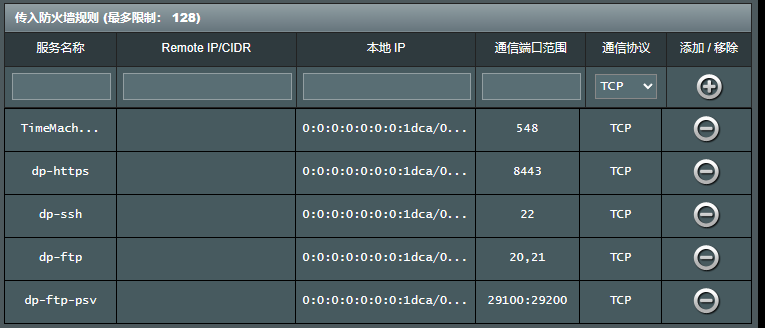 传入防火墙规则 (最多限制： 128)
服务名称 Remote IP/CIDR 本地 IP 通信端口范围 通信协议 添加 / 移除
TCP
TimeMach... 0:0:0:0:0:0:0:1dca/0... 548 TCP
dp-https 0:0:0:0:0:0:0:1dca/0... 8443 TCP
dp-ssh 0:0:0:0:0:0:0:1dca/0... 22 TCP
dp-ftp 0:0:0:0:0:0:0:1dca/0... 20,21 TCP
dp-ftp-psv 0:0:0:0:0:0:0:1dca/0... 29100:29200 TCP